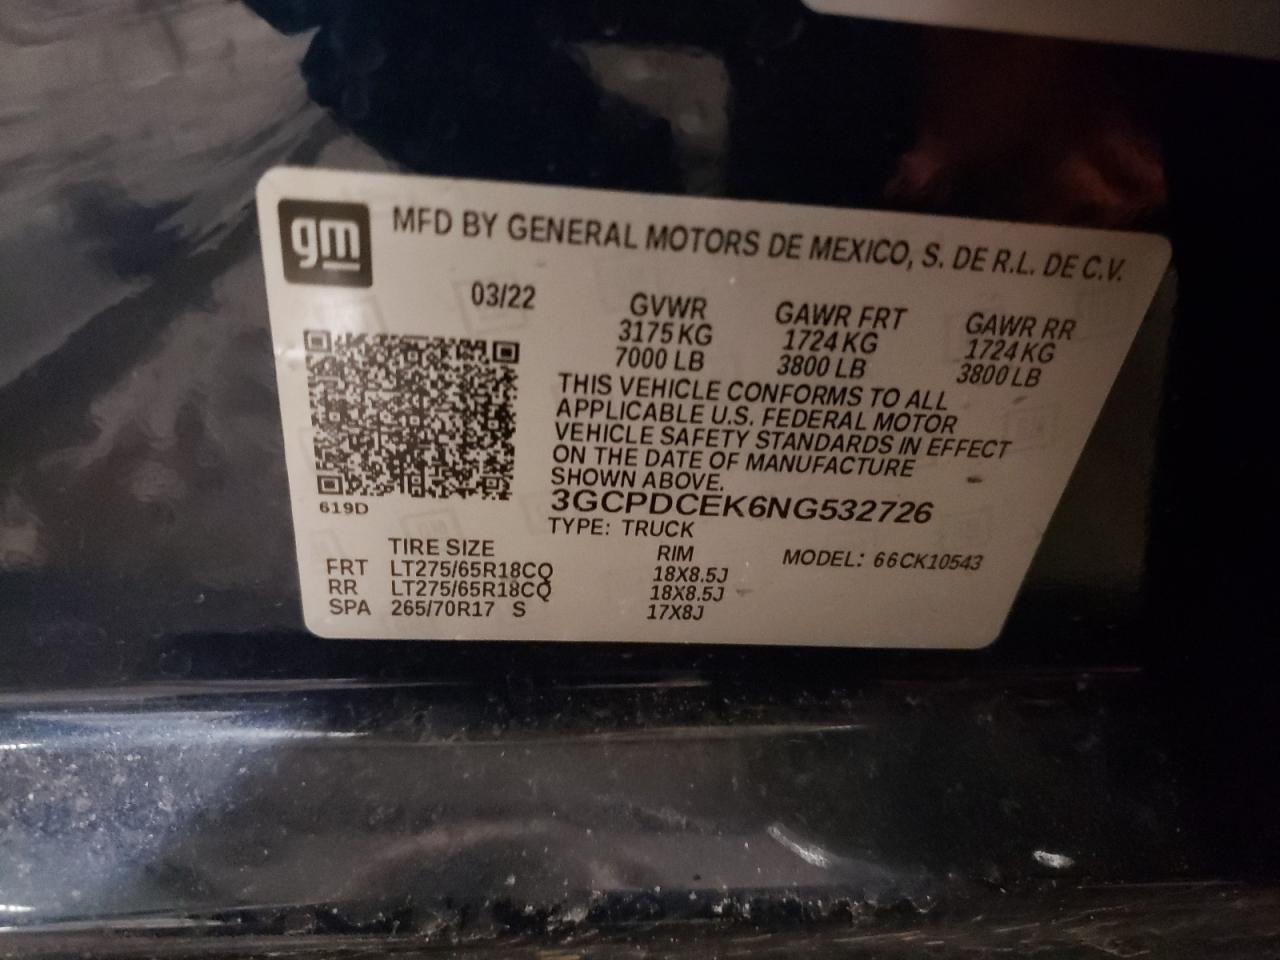 gm
MFD BY GENERAL MOTORS DE MEXICO, S. DE R.L. DE C.V.
03/22
GVWR
3175 KG
7000 LB
GAWR FRT
1724 KG
3800 LB
GAWR RR
1724 KG
3800 LB
THIS VEHICLE CONFORMS TO ALL
APPLICABLE U.S. FEDERAL MOTOR
VEHICLE SAFETY STANDARDS IN EFFECT
ON THE DATE OF MANUFACTURE
SHOWN ABOVE.
3GCPDCEK6NG532726
TYPE: TRUCK
MODEL: 66CK10543
619D
TIRE SIZE RIM
FRT LT275/65R18CQ 18X8.5J
RR LT275/65R18CQ 18X8.5J
SPA 265/70R17 S 17X8J